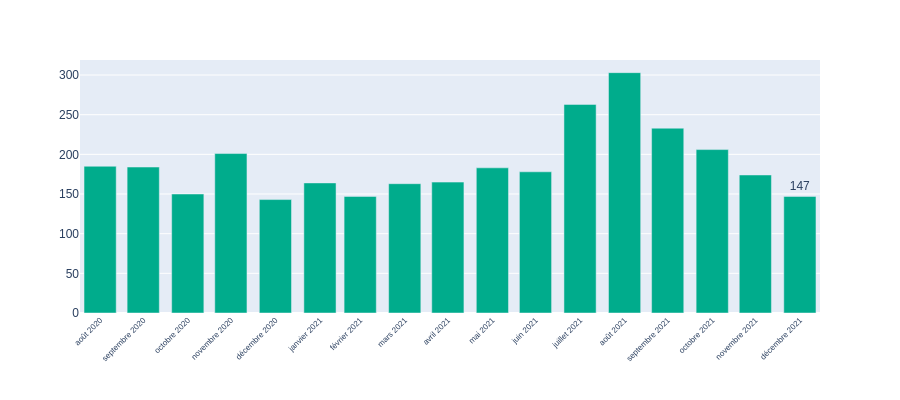 300
250
200
150
100
50
0
147
août 2020
septembre 2020
octobre 2020
novembre 2020
décembre 2020
janvier 2021
février 2021
mars 2021
avril 2021
mai 2021
juin 2021
juillet 2021
août 2021
septembre 2021
octobre 2021
novembre 2021
décembre 2021